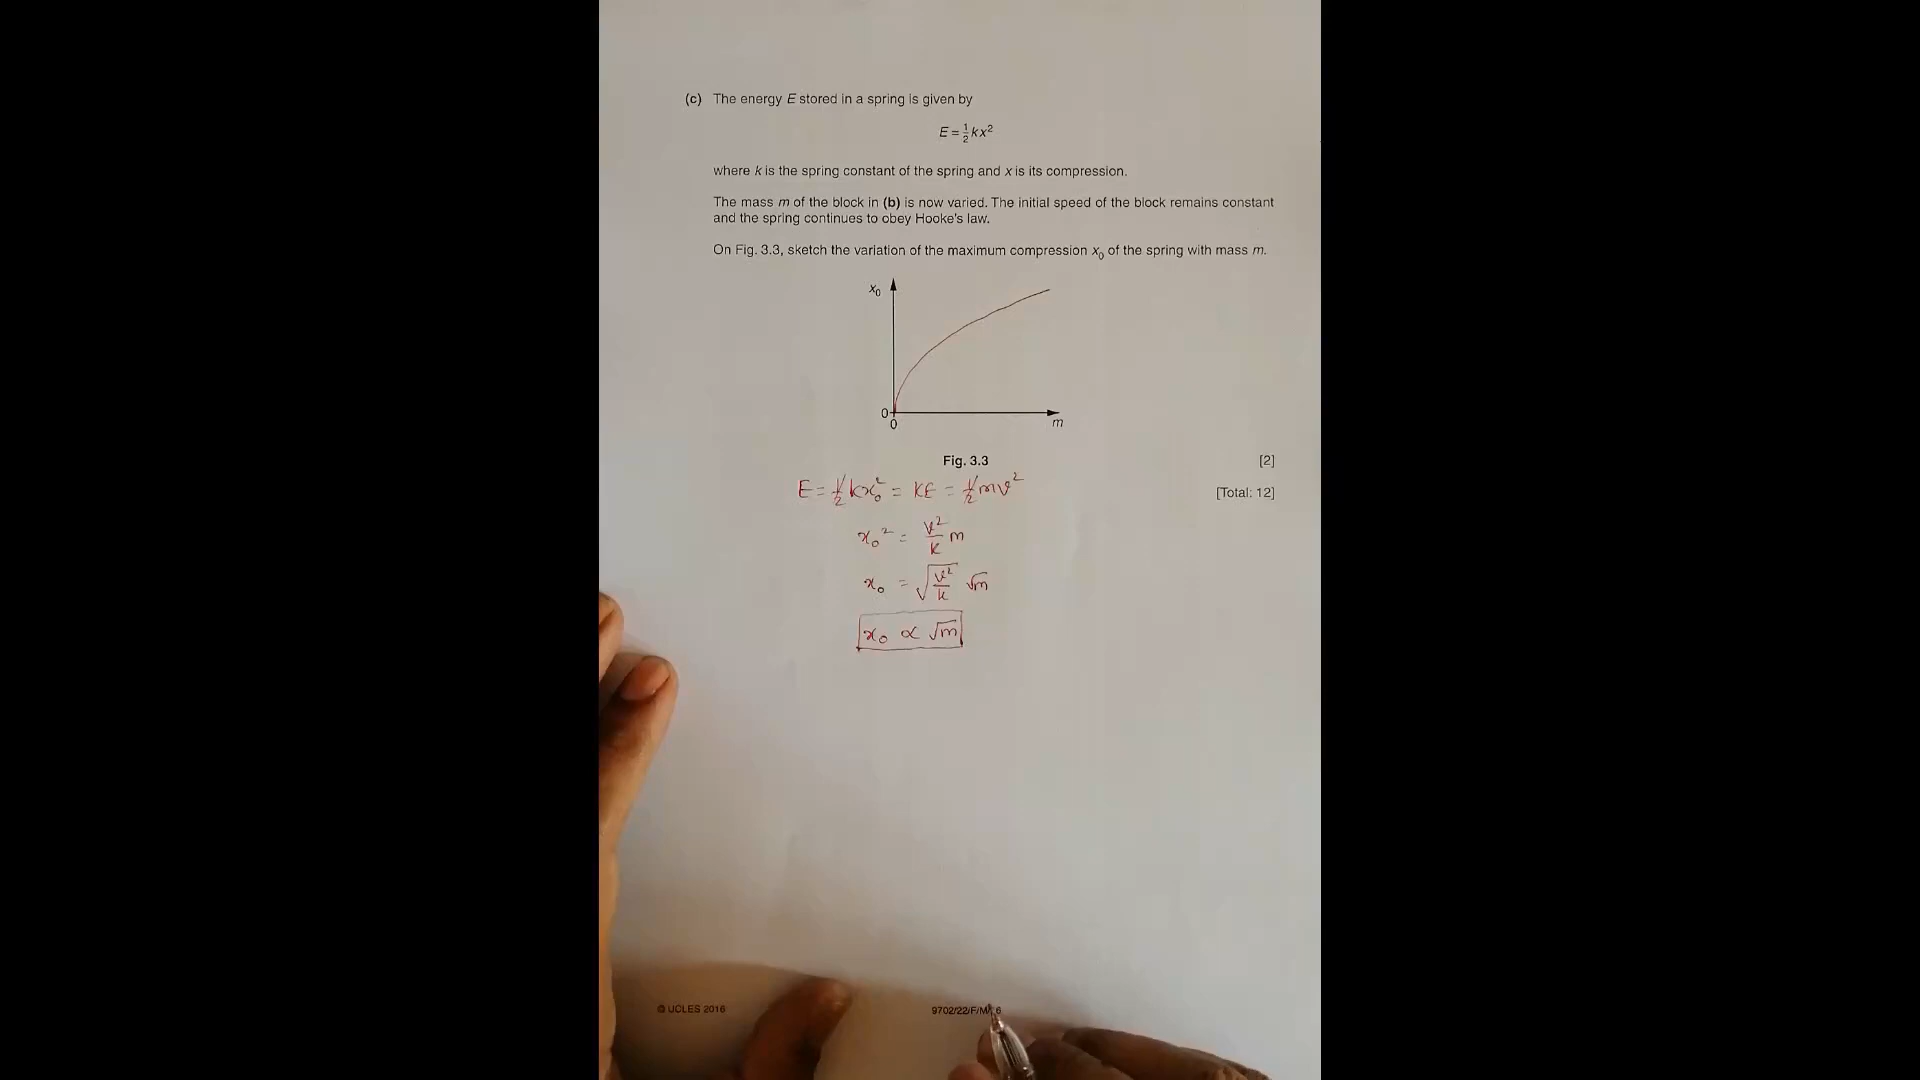 (c) The energy E stored in a spring is given by
E = ½kx²
where k is the spring constant of the spring and x is its compression.
The mass m of the block in (b) is now varied. The initial speed of the block remains constant
and the spring continues to obey Hooke's law.
On Fig. 3.3, sketch the variation of the maximum compression x₀ of the spring with mass m.
x₀
0
0
m
Fig. 3.3
[2]
E = ½kx₀² = KE = ½mv²
[Total: 12]
x₀² = v²/k m
x₀ = √(v²/k) √m
x₀ ∝ √m
© UCLES 2016
9702/22/F/M/16